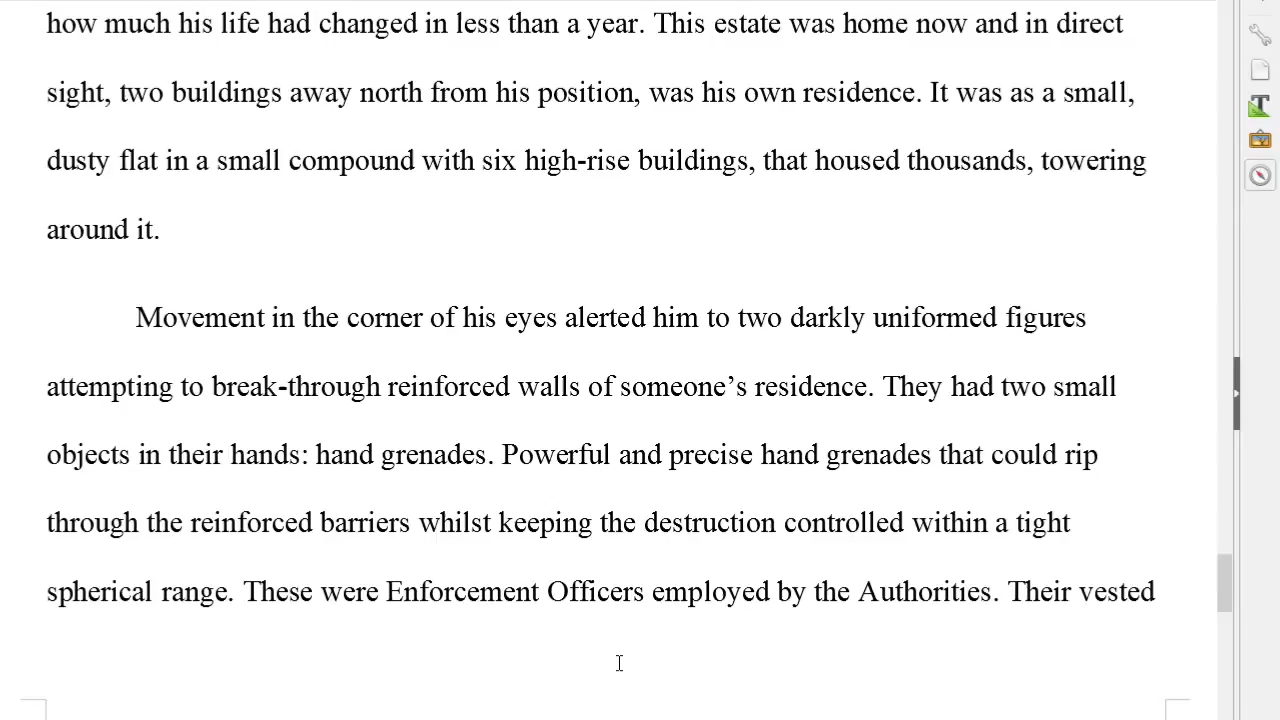 how much his life had changed in less than a year. This estate was home now and in direct
sight, two buildings away north from his position, was his own residence. It was as a small,
dusty flat in a small compound with six high-rise buildings, that housed thousands, towering
around it.
Movement in the corner of his eyes alerted him to two darkly uniformed figures
attempting to break-through reinforced walls of someone’s residence. They had two small
objects in their hands: hand grenades. Powerful and precise hand grenades that could rip
through the reinforced barriers whilst keeping the destruction controlled within a tight
spherical range. These were Enforcement Officers employed by the Authorities. Their vested